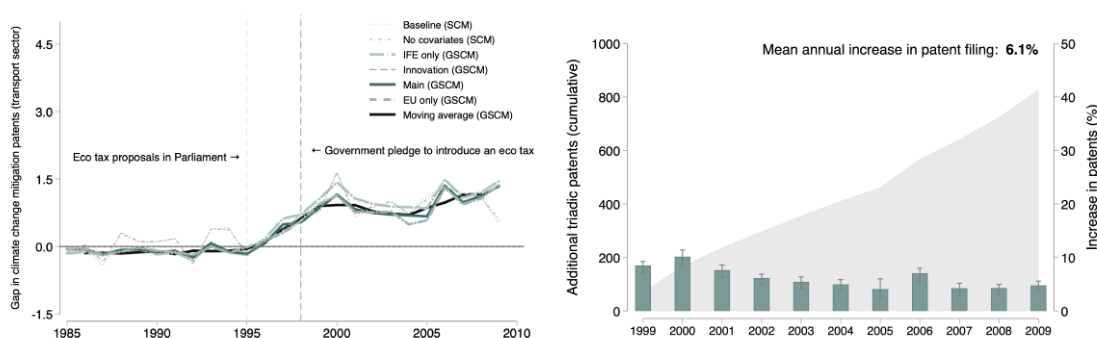 Gap in climate change mitigation patents (transport sector)
4.5
3.0
1.5
0.0
-1.5
Baseline (SCM)
No covariates (SCM)
IFE only (GSCM)
Innovation (GSCM)
Main (GSCM)
EU only (GSCM)
Moving average (GSCM)
Eco tax proposals in Parliament →
← Government pledge to introduce an eco tax
1985 1990 1995 2000 2005 2010
Mean annual increase in patent filing: 6.1%
Additional triadic patents (cumulative)
1000
800
600
400
200
0
50
40
30
20
10
0
Increase in patents (%)
1999 2000 2001 2002 2003 2004 2005 2006 2007 2008 2009